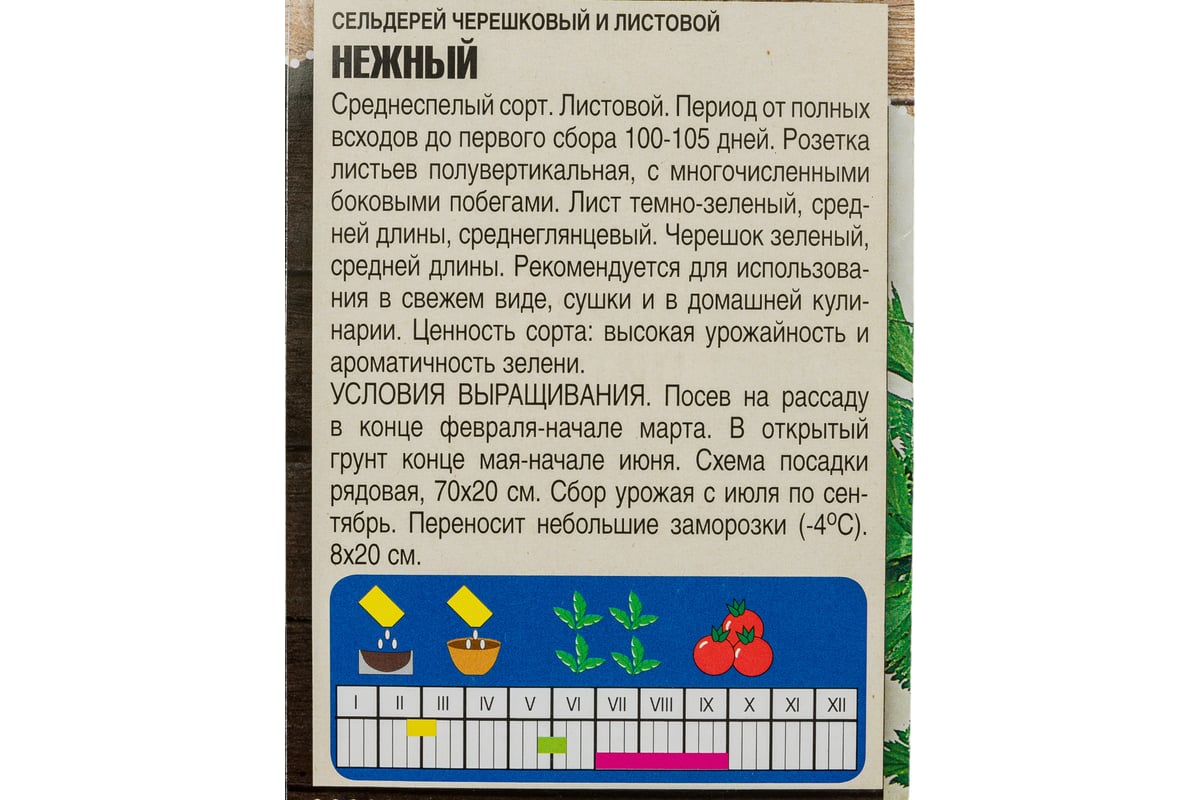 СЕЛЬДЕРЕЙ ЧЕРЕШКОВЫЙ И ЛИСТОВОЙ
НЕЖНЫЙ
Среднеспелый сорт. Листовой. Период от полных
всходов до первого сбора 100-105 дней. Розетка
листьев полувертикальная, с многочисленными
боковыми побегами. Лист темно-зеленый, сред-
ней длины, среднеглянцевый. Черешок зеленый,
средней длины. Рекомендуется для использова-
ния в свежем виде, сушки и в домашней кули-
нарии. Ценность сорта: высокая урожайность и
ароматичность зелени.
УСЛОВИЯ ВЫРАЩИВАНИЯ. Посев на рассаду
в конце февраля-начале марта. В открытый
грунт конце мая-начале июня. Схема посадки
рядовая, 70х20 см. Сбор урожая с июля по сен-
тябрь. Переносит небольшие заморозки (-4ºС).
8х20 см.
I II III IV V VI VII VIII IX X XI XII